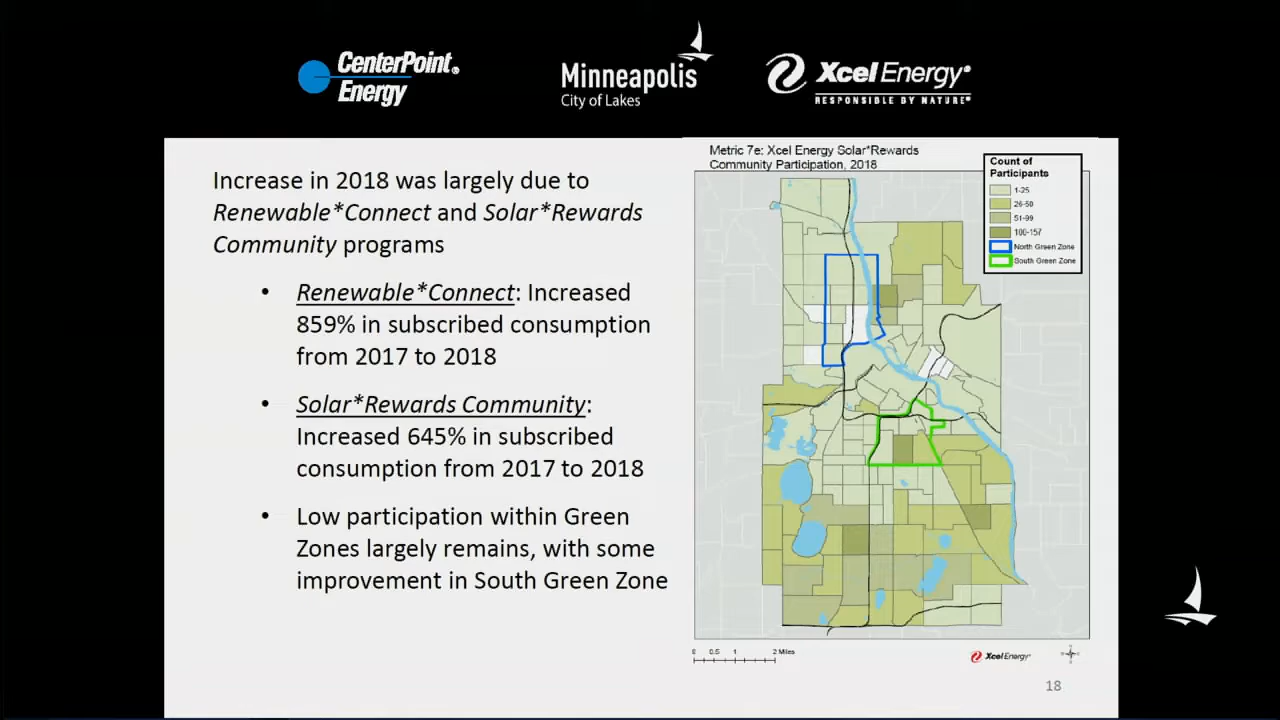 CenterPoint®
Energy
Minneapolis
City of Lakes
Xcel Energy®
RESPONSIBLE BY NATURE®
Increase in 2018 was largely due to
Renewable*Connect and Solar*Rewards
Community programs
• Renewable*Connect: Increased
859% in subscribed consumption
from 2017 to 2018
• Solar*Rewards Community:
Increased 645% in subscribed
consumption from 2017 to 2018
• Low participation within Green
Zones largely remains, with some
improvement in South Green Zone
Metric 7e: Xcel Energy Solar*Rewards
Community Participation, 2018
Count of
Participants
1-25
26-50
51-99
100-157
North Green Zone
South Green Zone
0 0.5 1 2 Miles
Xcel Energy®
18